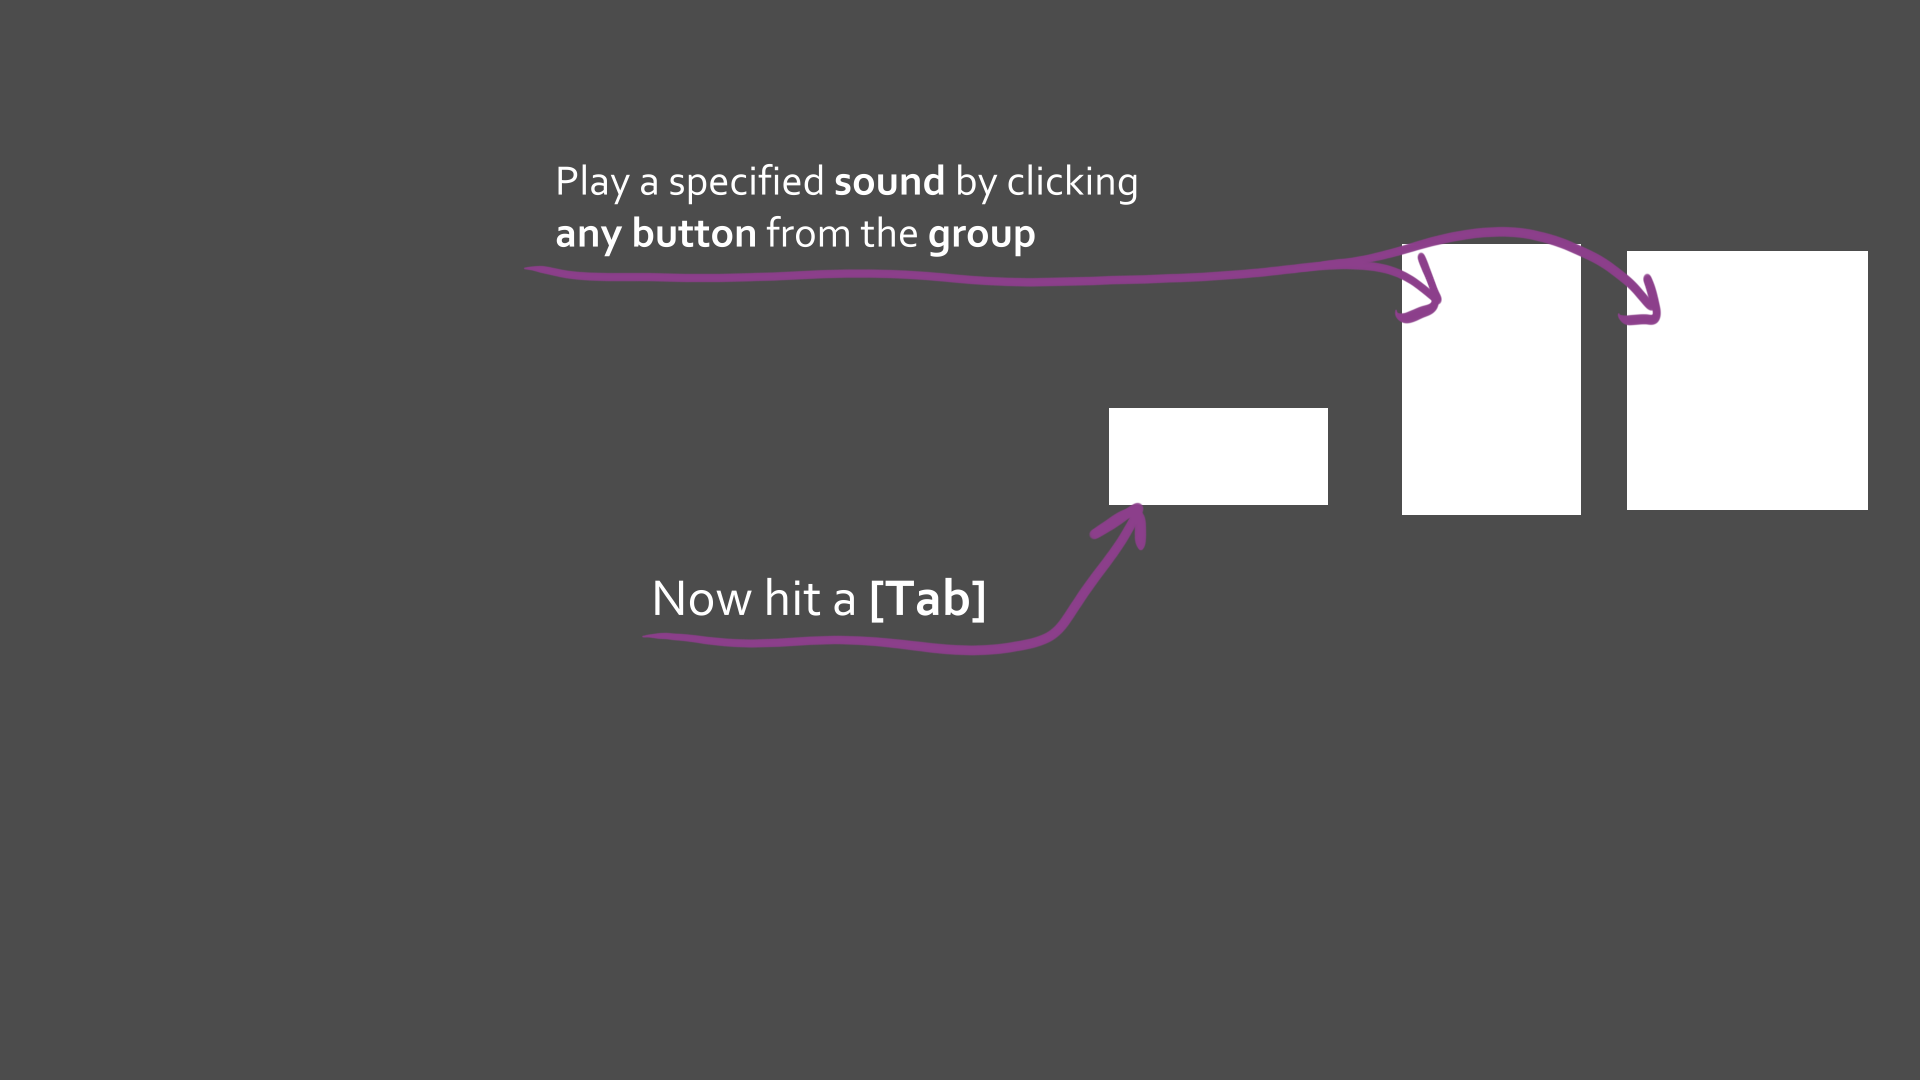 Play a specified sound by clicking
any button from the group
Now hit a [Tab]